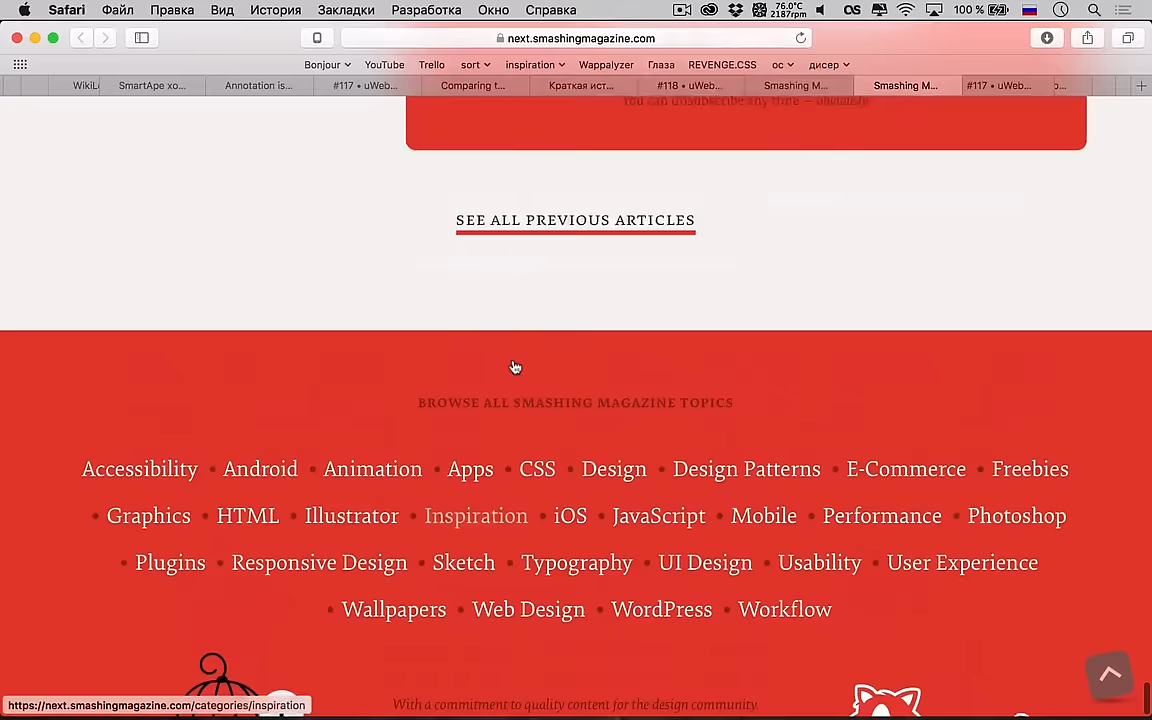 Safari Файл Правка Вид История Закладки Разработка Окно Справка 76.0°C 2187rpm 100 %
next.smashingmagazine.com
Bonjour YouTube Trello sort inspiration Wappalyzer Глаза REVENGE.CSS ос дисер
WikiL SmartApe хо... Annotation is... #117 • uWeb... Comparing t... Краткая ист... #118 • uWeb... Smashing M... Smashing M... #117 • uWeb...
You can unsubscribe any time — obviously.
SEE ALL PREVIOUS ARTICLES
BROWSE ALL SMASHING MAGAZINE TOPICS
Accessibility • Android • Animation • Apps • CSS • Design • Design Patterns • E-Commerce • Freebies
• Graphics • HTML • Illustrator • Inspiration • iOS • JavaScript • Mobile • Performance • Photoshop
• Plugins • Responsive Design • Sketch • Typography • UI Design • Usability • User Experience
• Wallpapers • Web Design • WordPress • Workflow
With a commitment to quality content for the design community.
https://next.smashingmagazine.com/categories/inspiration